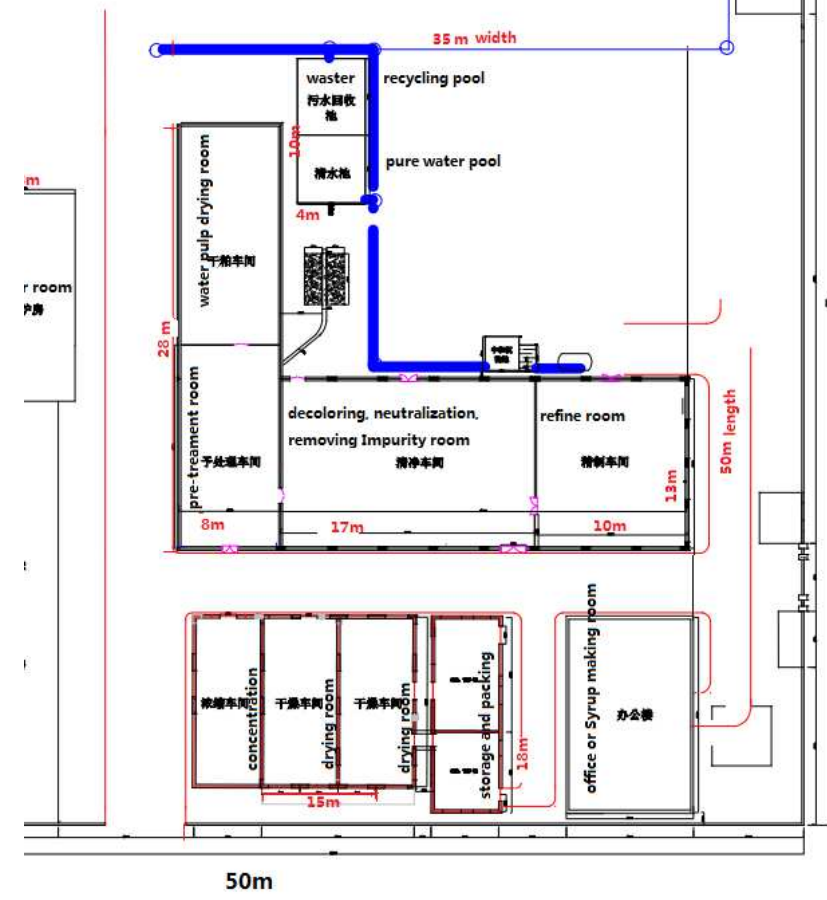 35 m width
waster
recycling pool
污水回收
池
10m
pure water pool
清水池
4m
m
water pulp drying room
干粕车间
r room
炉房
28 m
pre-treament room
予处理车间
decoloring, neutralization,
removing Impurity room
清净车间
refine room
精制车间
50m length
13m
8m
17m
10m
浓缩车间
concentration
干燥车间
drying room
干燥车间
drying room
storage and packing
18m
office or Syrup making room
办公楼
15m
50m